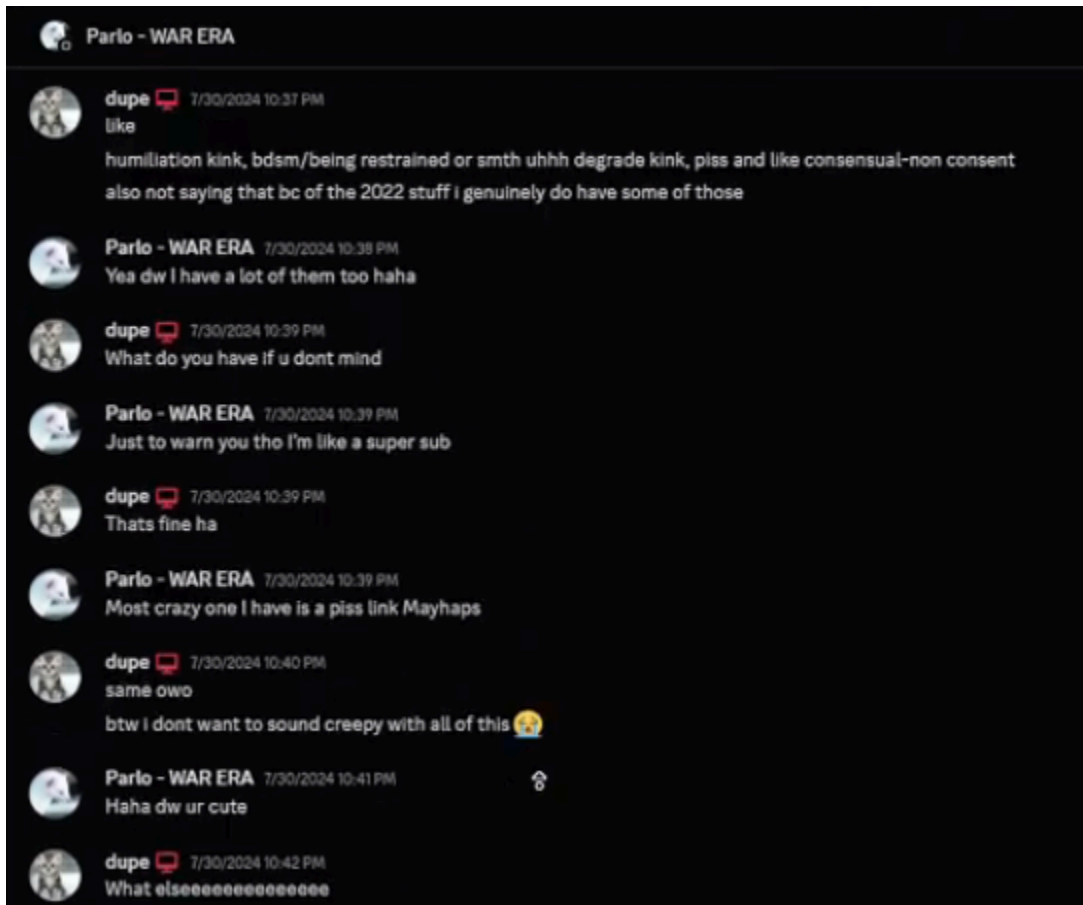 Parlo - WAR ERA
dupe 7/30/2024 10:37 PM
like
humiliation kink, bdsm/being restrained or smth uhhh degrade kink, piss and like consensual-non consent
also not saying that bc of the 2022 stuff i genuinely do have some of those
Parlo - WAR ERA 7/30/2024 10:38 PM
Yea dw I have a lot of them too haha
dupe 7/30/2024 10:39 PM
What do you have if u dont mind
Parlo - WAR ERA 7/30/2024 10:39 PM
Just to warn you tho I'm like a super sub
dupe 7/30/2024 10:39 PM
Thats fine ha
Parlo - WAR ERA 7/30/2024 10:39 PM
Most crazy one I have is a piss link Mayhaps
dupe 7/30/2024 10:40 PM
same owo
btw i dont want to sound creepy with all of this 😭
Parlo - WAR ERA 7/30/2024 10:41 PM
Haha dw ur cute
dupe 7/30/2024 10:42 PM
What elseeeeeeeeeeeeeee